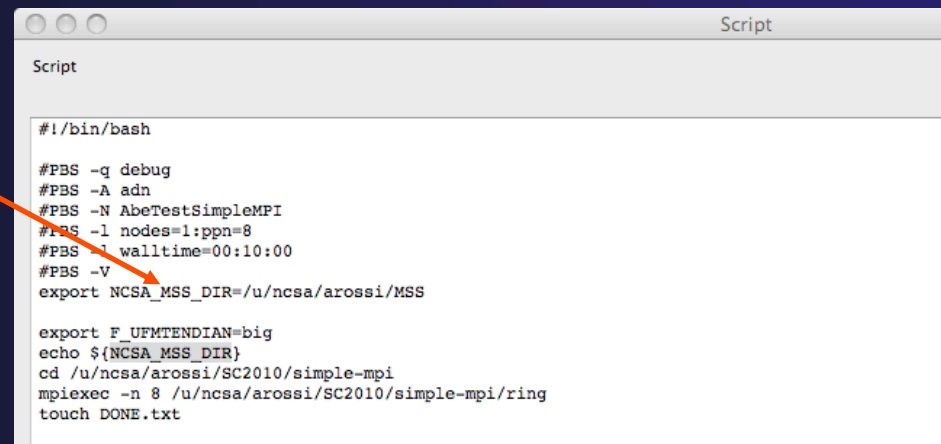 Script
Script
#!/bin/bash
#PBS -q debug
#PBS -A adn
#PBS -N AbeTestSimpleMPI
#PBS -l nodes=1:ppn=8
#PBS -l walltime=00:10:00
#PBS -V
export NCSA_MSS_DIR=/u/ncsa/arossi/MSS
export F_UFMTENDIAN=big
echo ${NCSA_MSS_DIR}
cd /u/ncsa/arossi/SC2010/simple-mpi
mpiexec -n 8 /u/ncsa/arossi/SC2010/simple-mpi/ring
touch DONE.txt